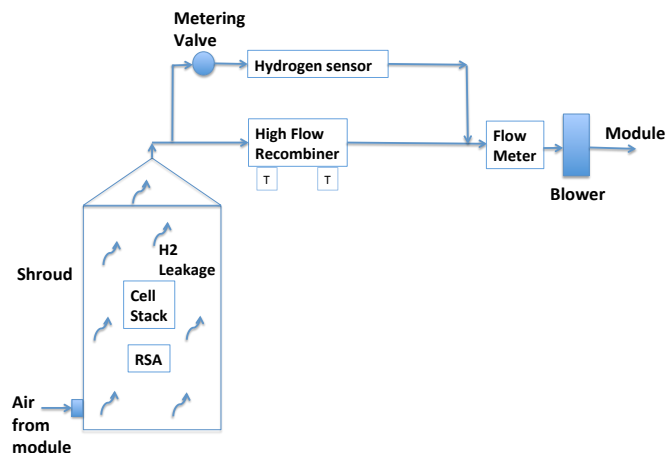 Metering
Valve
Hydrogen sensor
High Flow
Recombiner
T
T
Flow
Meter
Module
Blower
H2
Leakage
Shroud
Cell
Stack
RSA
Air
from
module